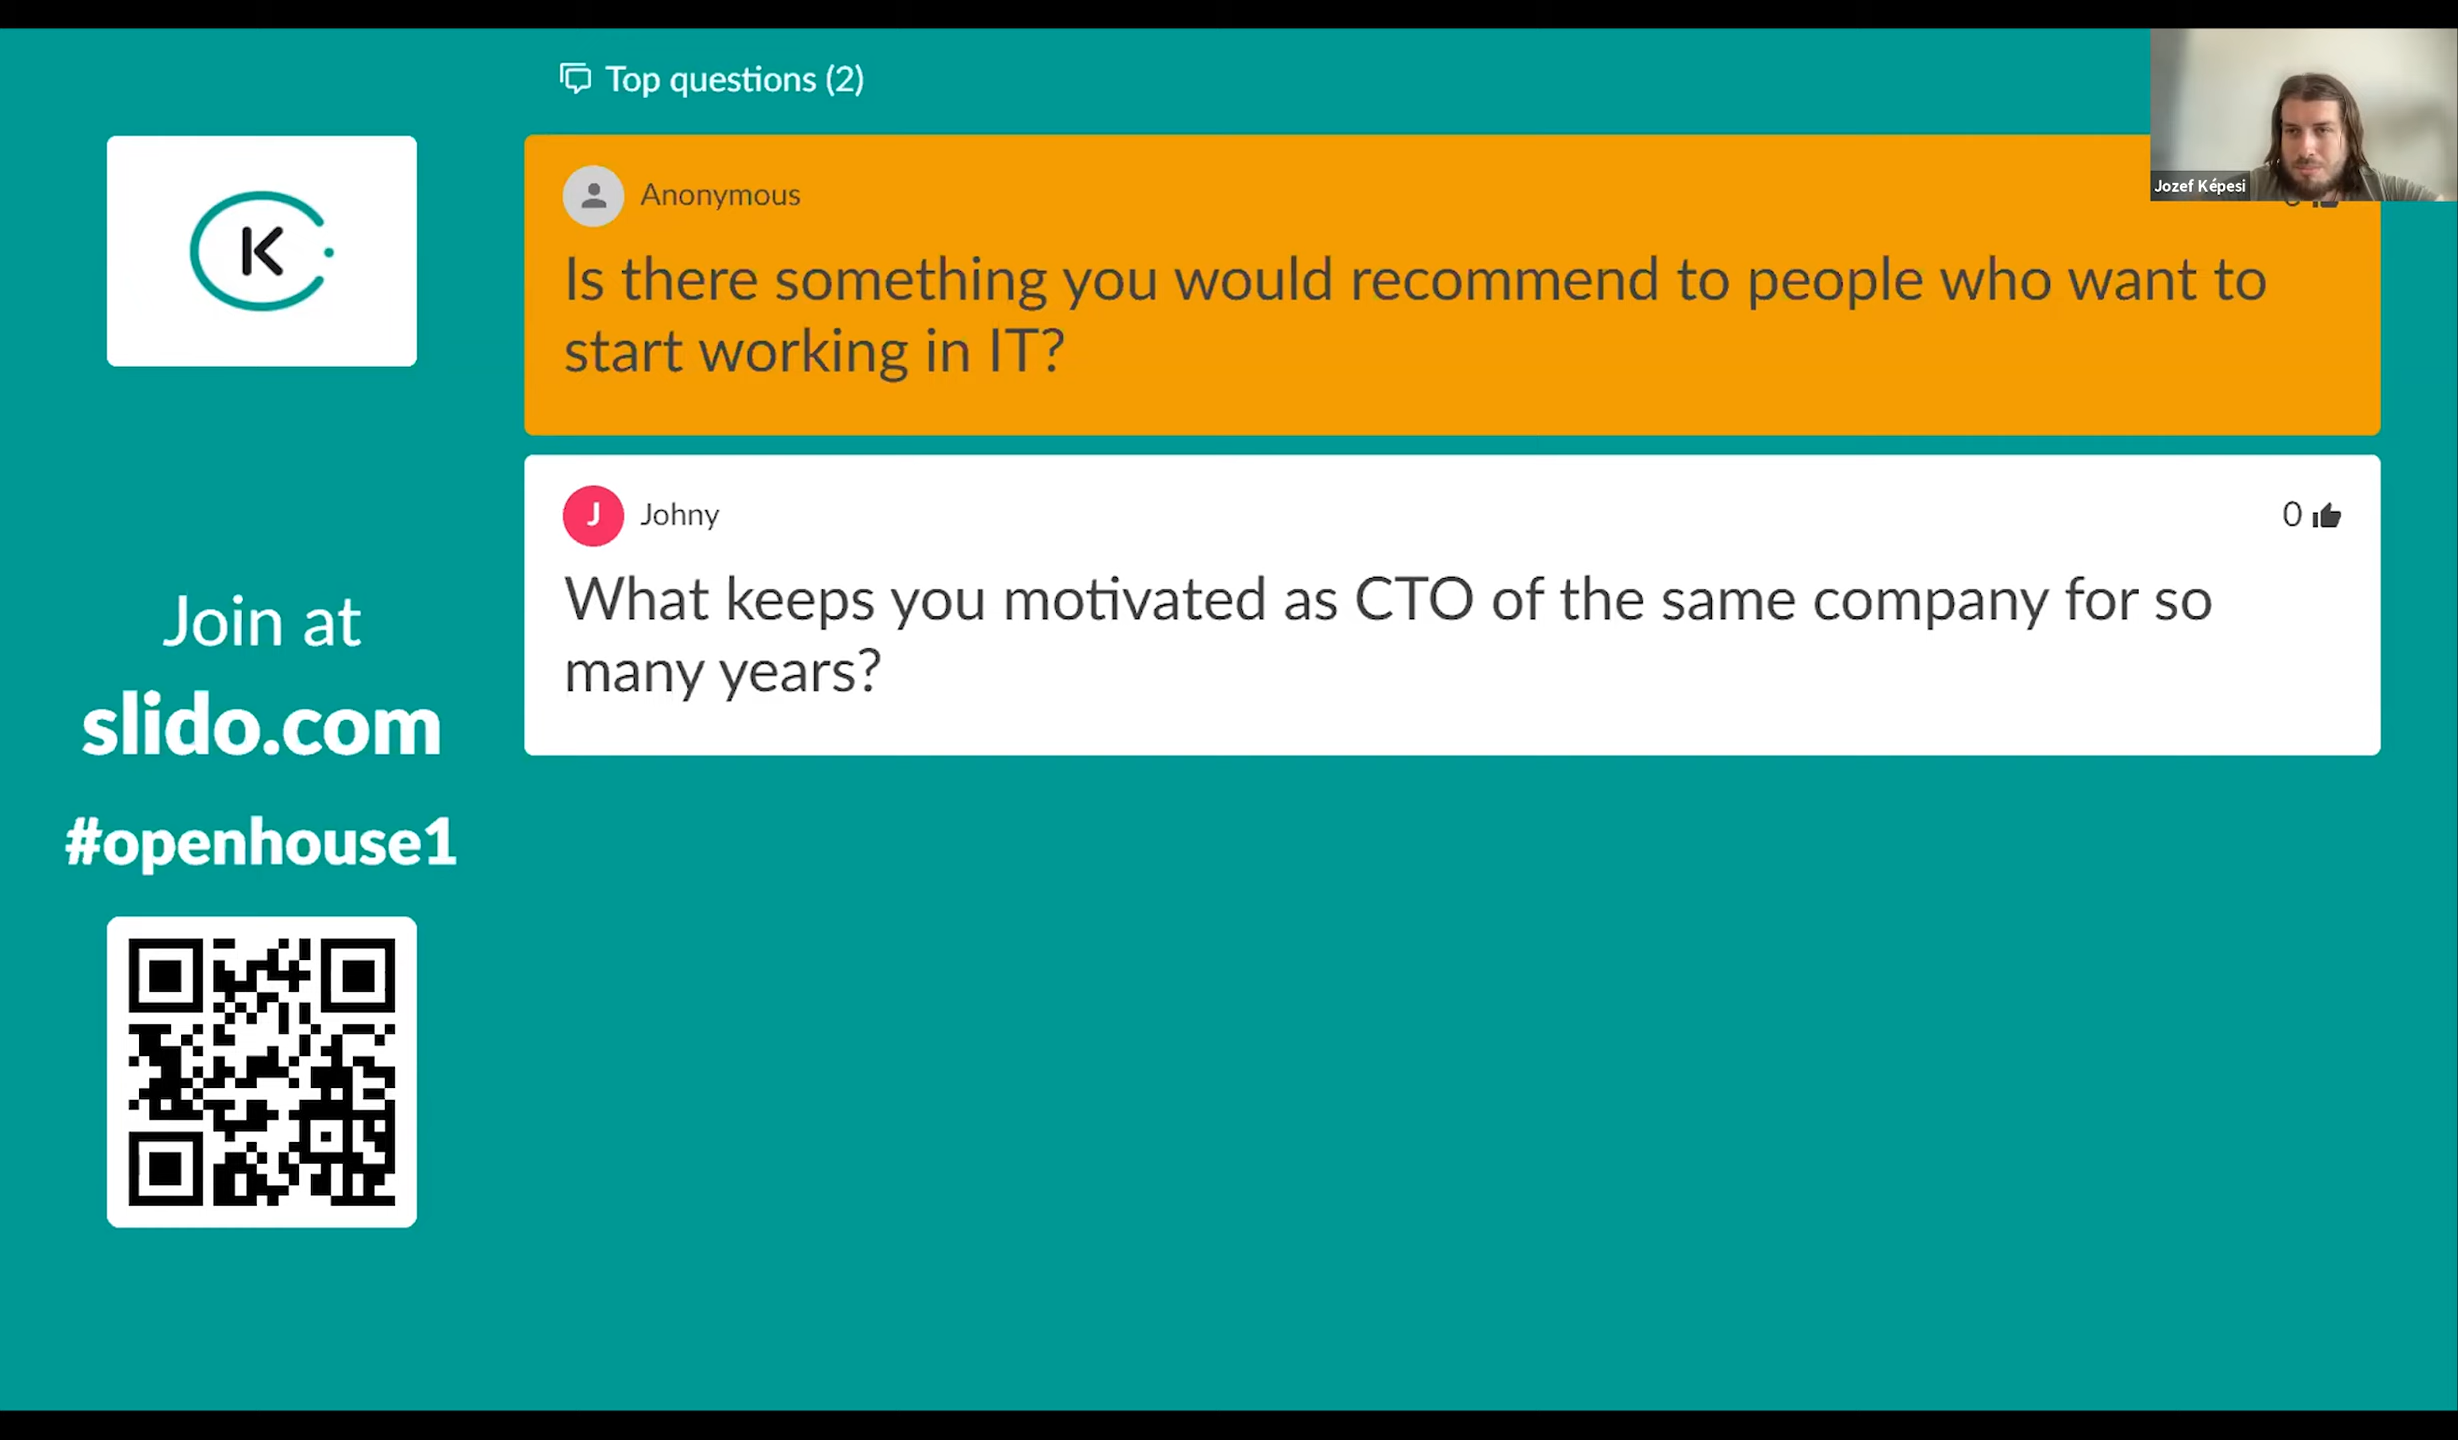 Top questions (2)
Jozef Képesi
K
Anonymous
Is there something you would recommend to people who want to
start working in IT?
J
Johny
0
What keeps you motivated as CTO of the same company for so
many years?
Join at
slido.com
#openhouse1